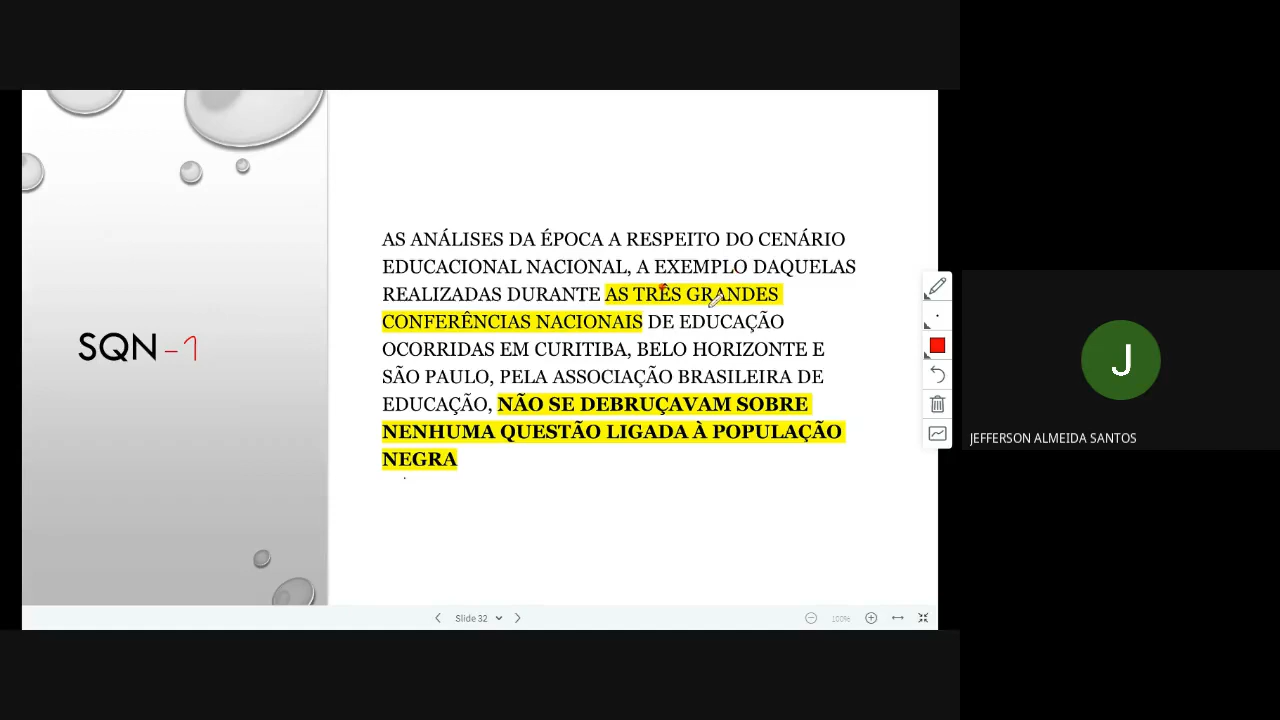 SQN -1
AS ANÁLISES DA ÉPOCA A RESPEITO DO CENÁRIO
EDUCACIONAL NACIONAL, A EXEMPLO DAQUELAS
REALIZADAS DURANTE AS TRÊS GRANDES
CONFERÊNCIAS NACIONAIS DE EDUCAÇÃO
OCORRIDAS EM CURITIBA, BELO HORIZONTE E
SÃO PAULO, PELA ASSOCIAÇÃO BRASILEIRA DE
EDUCAÇÃO, NÃO SE DEBRUÇAVAM SOBRE
NENHUMA QUESTÃO LIGADA À POPULAÇÃO
NEGRA
.
J
JEFFERSON ALMEIDA SANTOS
Slide 32
100%